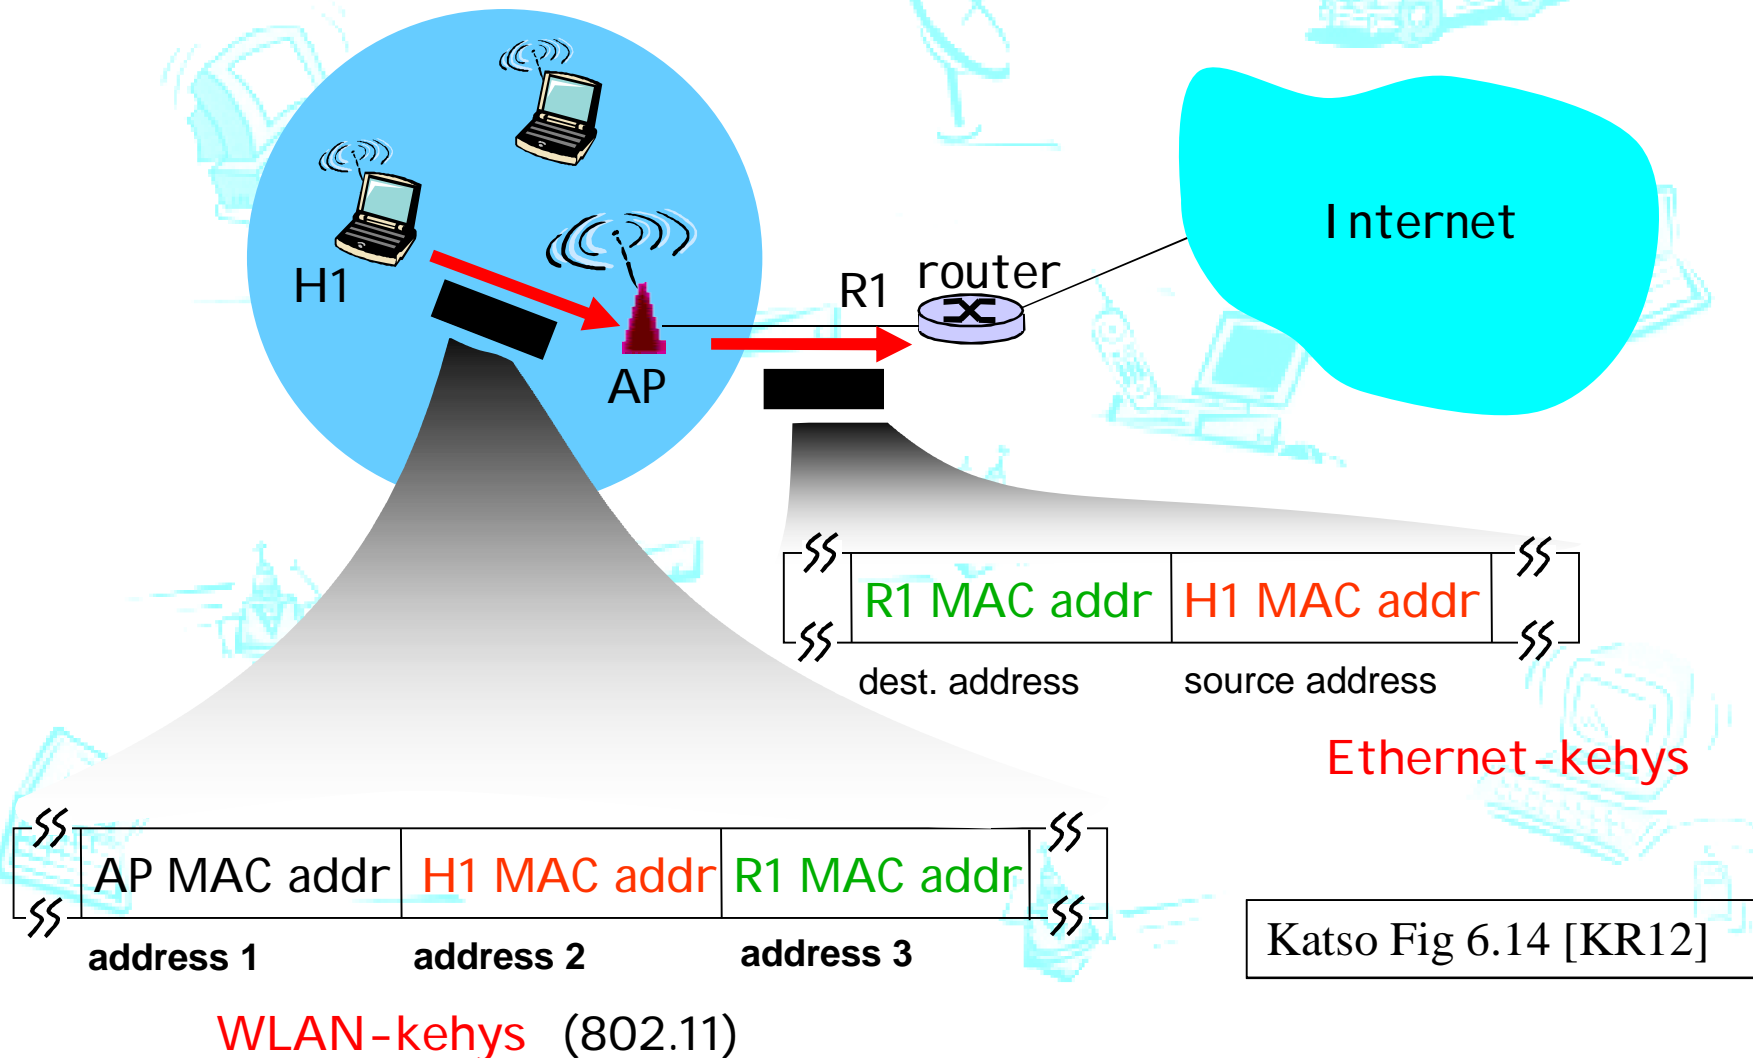 Internet
router
R1
H1
AP
R1 MAC addr H1 MAC addr
dest. address source address
Ethernet-kehys
AP MAC addr H1 MAC addr R1 MAC addr
address 1 address 2 address 3
Katso Fig 6.14 [KR12]
WLAN-kehys (802.11)